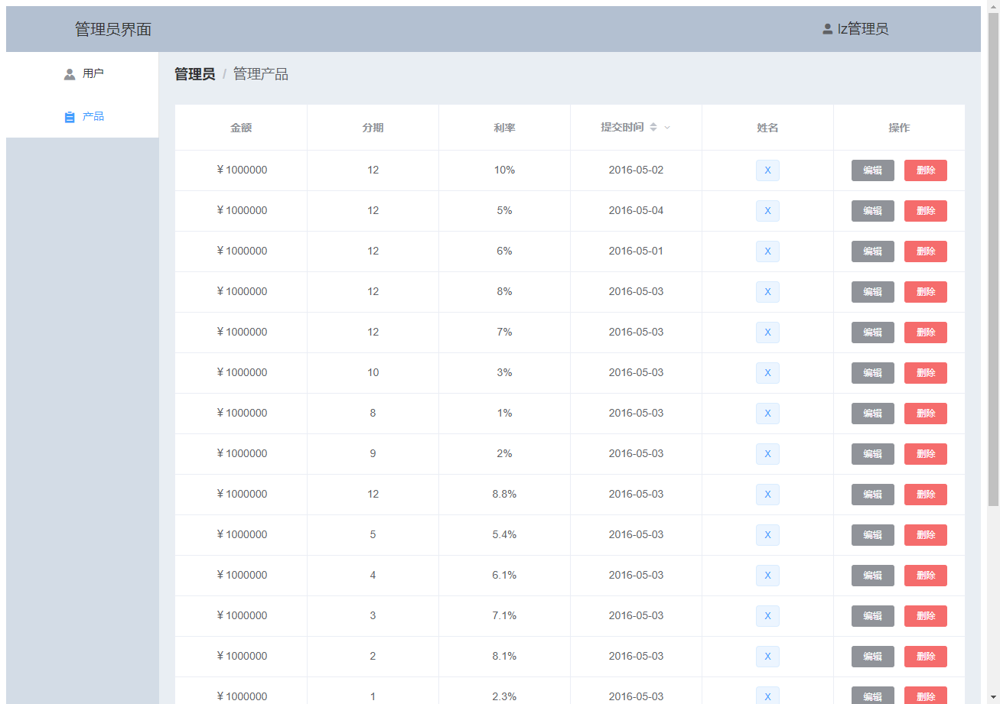 管理员界面 lz管理员
用户
管理员 / 管理产品
产品
金额 分期 利率 提交时间 姓名 操作
¥ 1000000 12 10% 2016-05-02 X 编辑 删除
¥ 1000000 12 5% 2016-05-04 X 编辑 删除
¥ 1000000 12 6% 2016-05-01 X 编辑 删除
¥ 1000000 12 8% 2016-05-03 X 编辑 删除
¥ 1000000 12 7% 2016-05-03 X 编辑 删除
¥ 1000000 10 3% 2016-05-03 X 编辑 删除
¥ 1000000 8 1% 2016-05-03 X 编辑 删除
¥ 1000000 9 2% 2016-05-03 X 编辑 删除
¥ 1000000 12 8.8% 2016-05-03 X 编辑 删除
¥ 1000000 5 5.4% 2016-05-03 X 编辑 删除
¥ 1000000 4 6.1% 2016-05-03 X 编辑 删除
¥ 1000000 3 7.1% 2016-05-03 X 编辑 删除
¥ 1000000 2 8.1% 2016-05-03 X 编辑 删除
¥ 1000000 1 2.3% 2016-05-03 X 编辑 删除